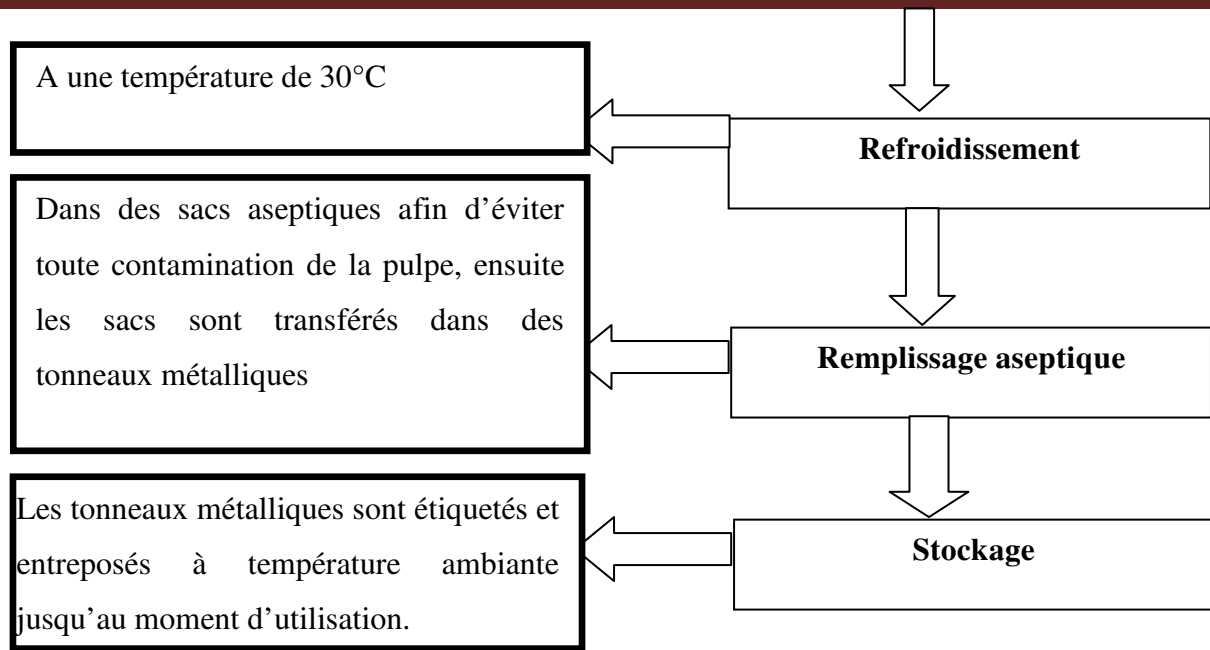 A une température de 30°C
Refroidissement
Dans des sacs aseptiques afin d'éviter
toute contamination de la pulpe, ensuite
les sacs sont transférés dans des
tonneaux métalliques
Remplissage aseptique
Les tonneaux métalliques sont étiquetés et
entreposés à température ambiante
jusqu'au moment d'utilisation.
Stockage